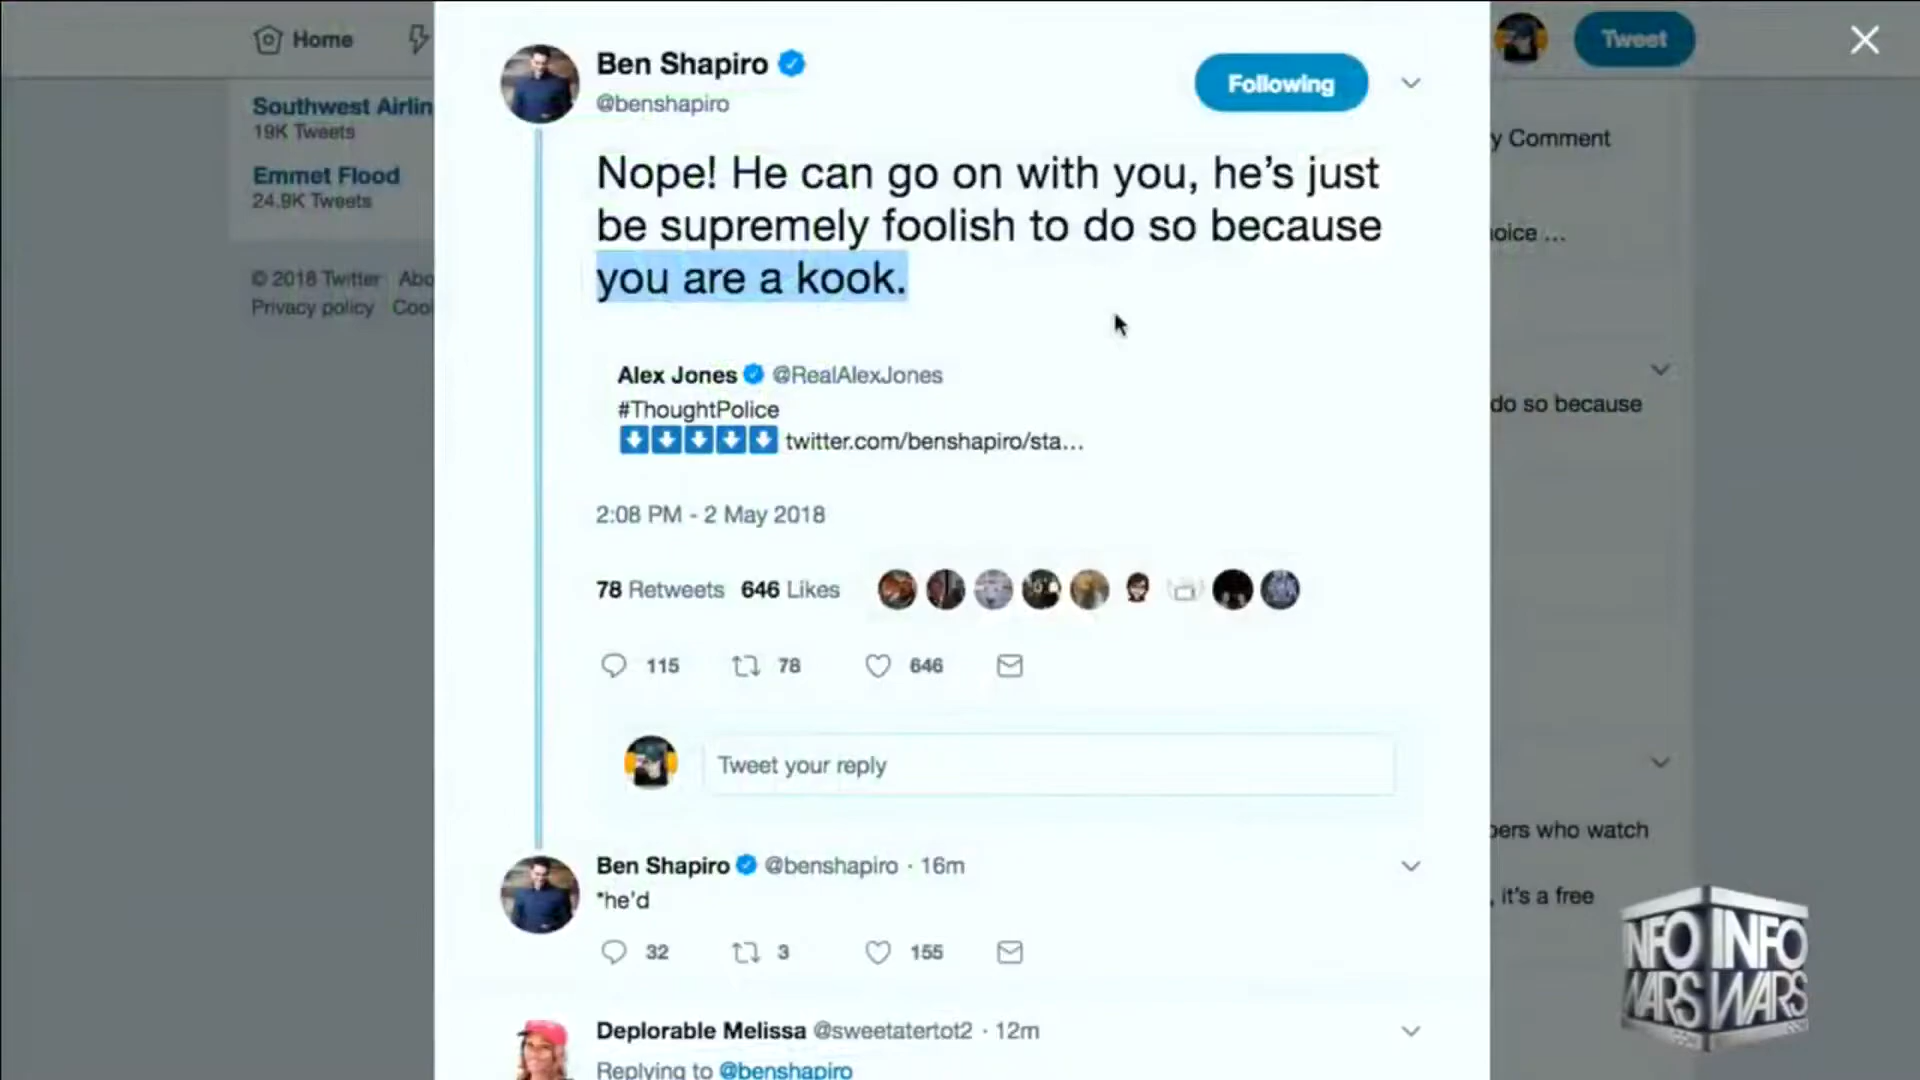 Home
Tweet
Southwest Airlin
19K Tweets
Emmet Flood
24.9K Tweets
© 2018 Twitter Abo
Privacy policy Coo
Ben Shapiro
@benshapiro
Following
Nope! He can go on with you, he's just
be supremely foolish to do so because
you are a kook.
Alex Jones @RealAlexJones
#ThoughtPolice
twitter.com/benshapiro/sta...
2:08 PM - 2 May 2018
78 Retweets 646 Likes
115 78 646
Tweet your reply
Ben Shapiro @benshapiro · 16m
*he'd
32 3 155
Deplorable Melissa @sweetatertot2 · 12m
Replying to @benshapiro
y Comment
oice ...
do so because
bers who watch
, it's a free
INFO
WARS
.COM